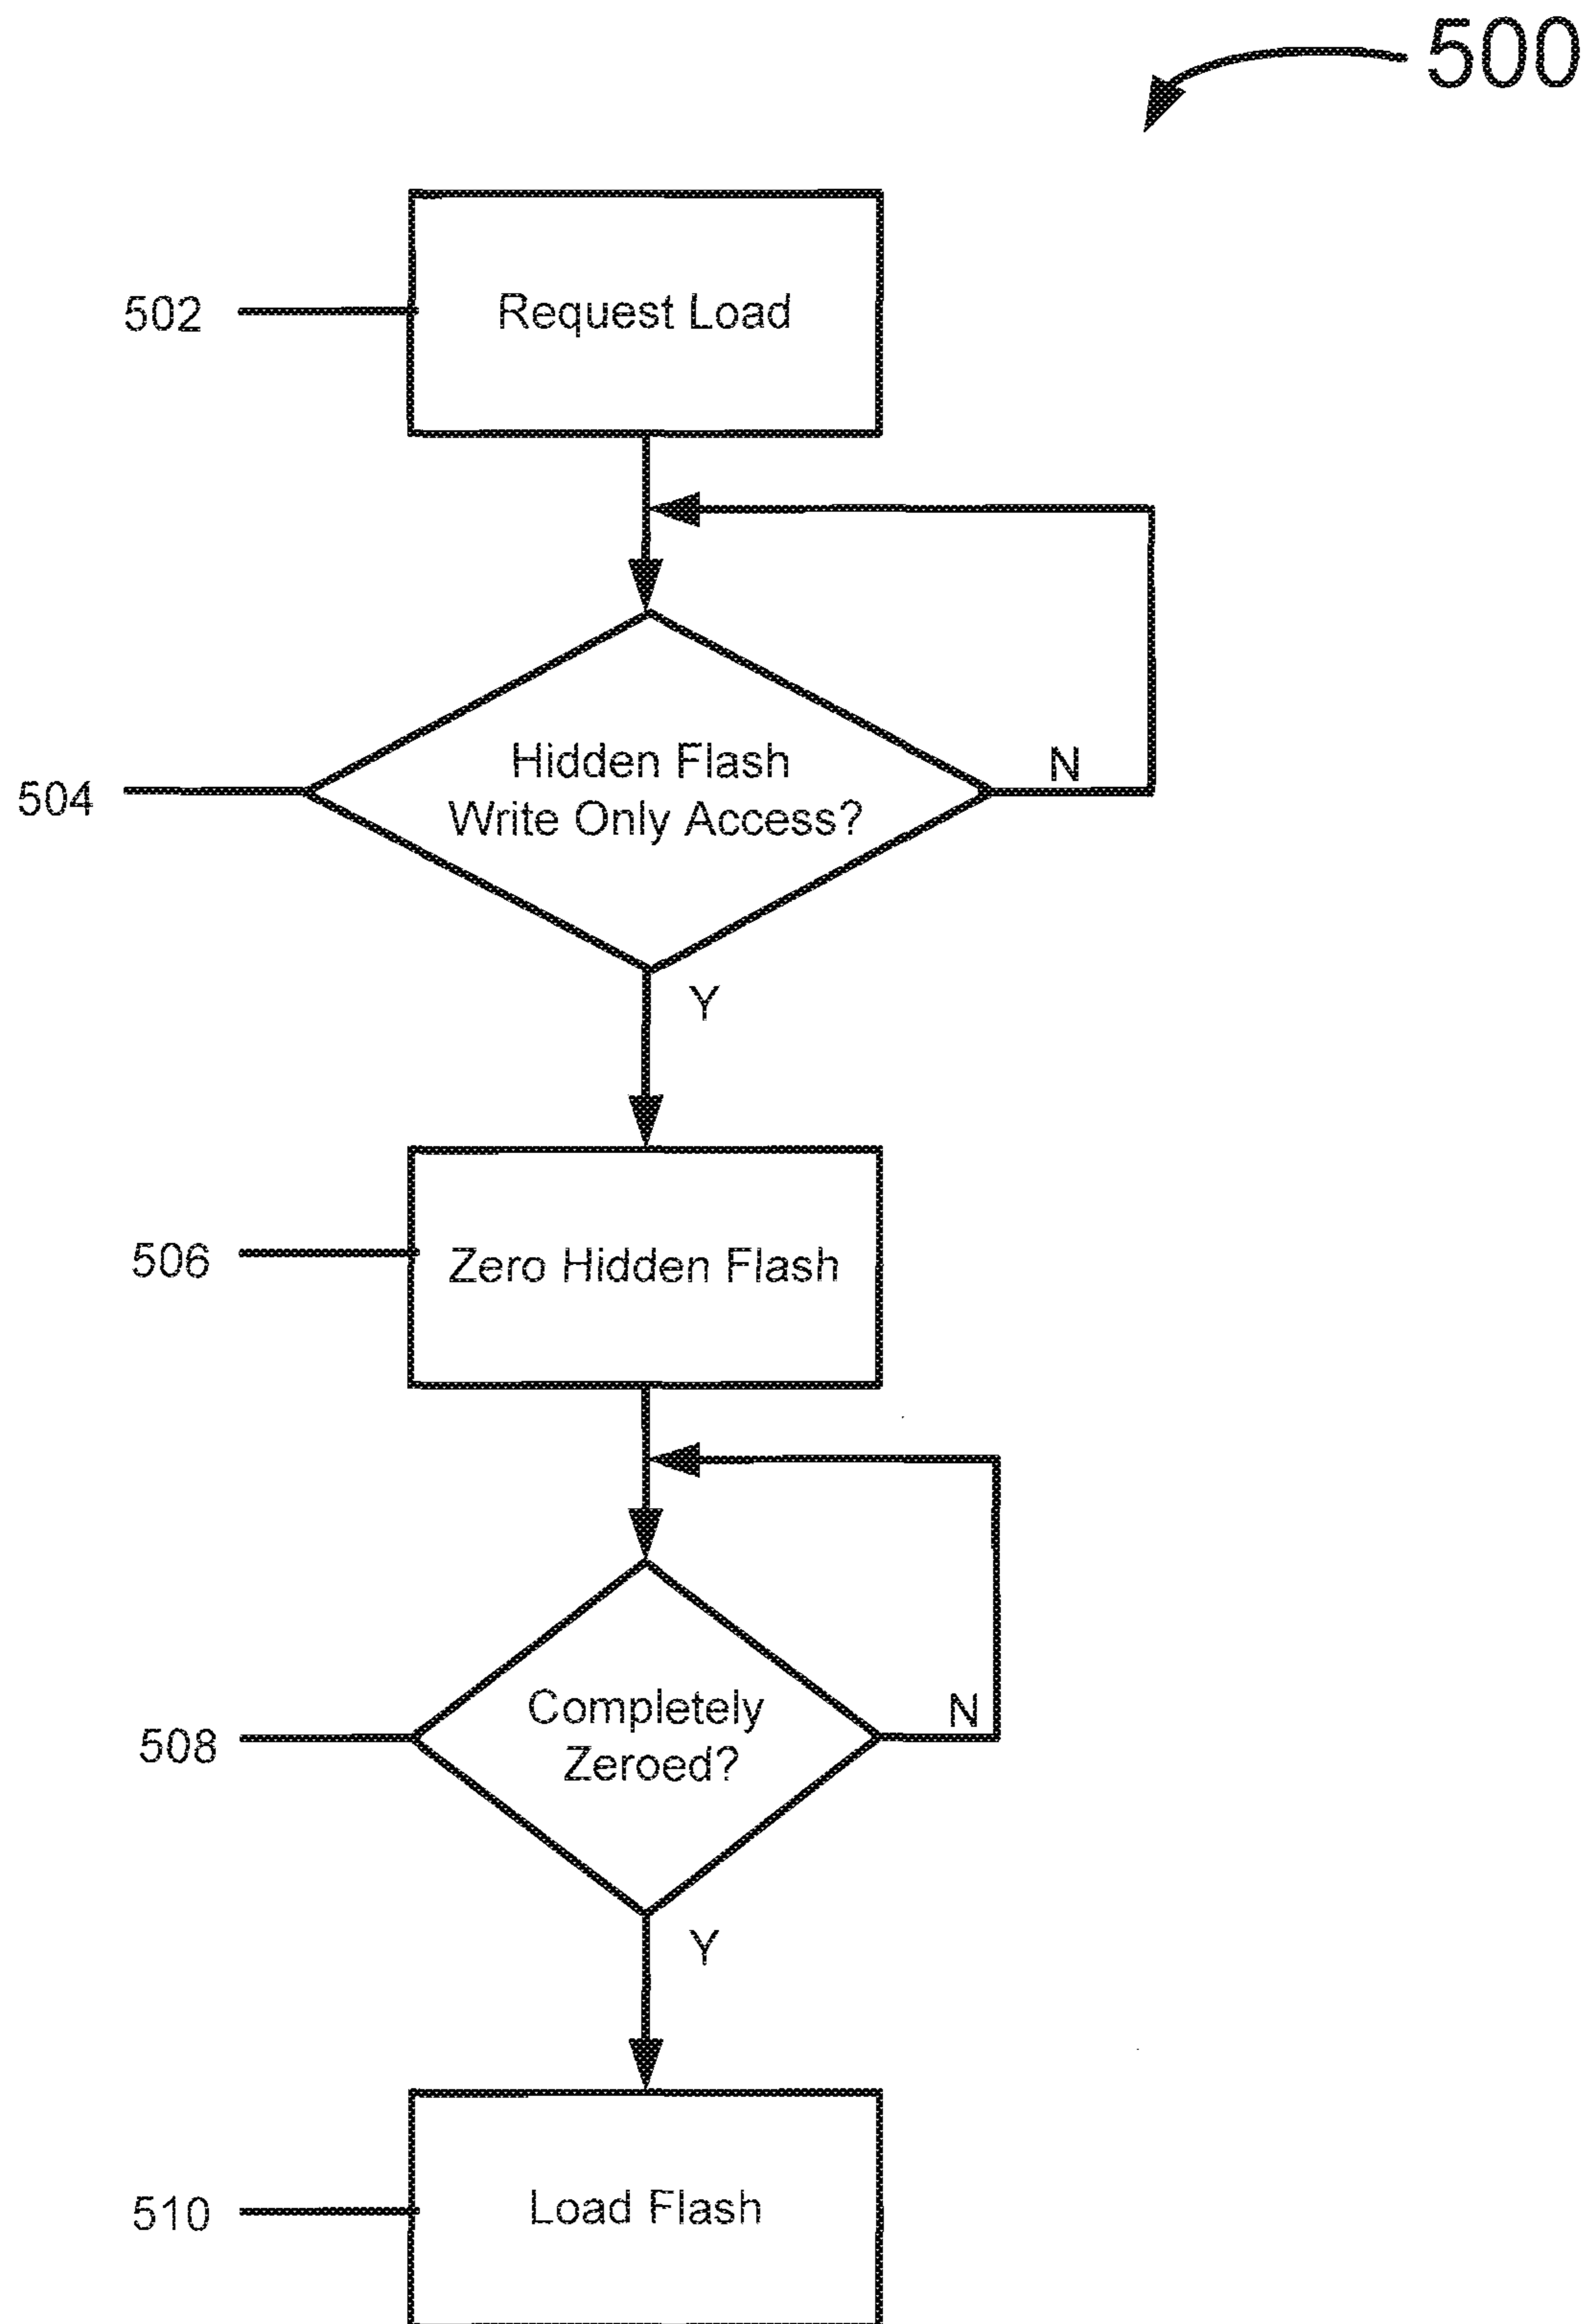 500
502
Request Load
504
Hidden Flash
Write Only Access?
N
Y
506
Zero Hidden Flash
508
Completely
Zeroed?
N
Y
510
Load Flash